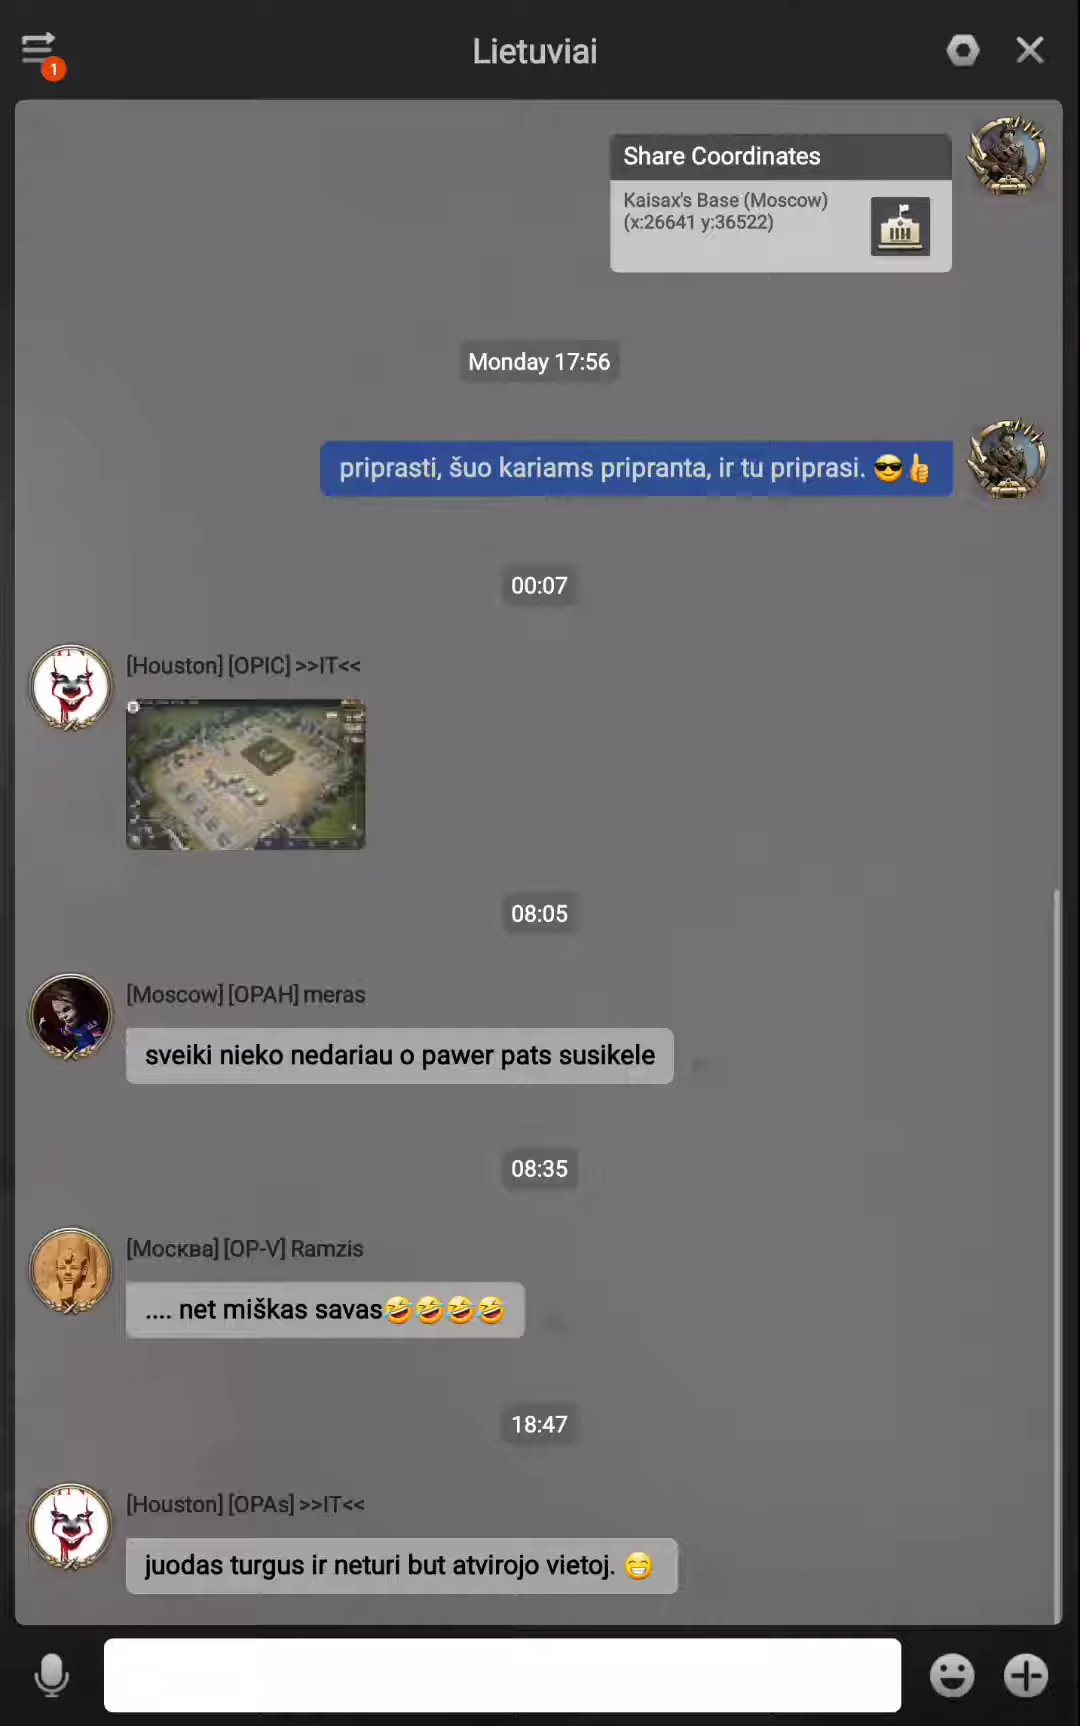 Lietuviai
1
Share Coordinates
Kaisax's Base (Moscow)
(x:26641 y:36522)
Monday 17:56
priprasti, šuo kariams pripranta, ir tu priprasi. 😎👍
00:07
[Houston] [OPIC] >>IT<<
08:05
[Moscow] [OPAH] meras
sveiki nieko nedariau o pawer pats susikele
08:35
[Москва] [OP-V] Ramzis
.... net miškas savas🤣🤣🤣🤣
18:47
[Houston] [OPAs] >>IT<<
juodas turgus ir neturi but atvirojo vietoj. 😁